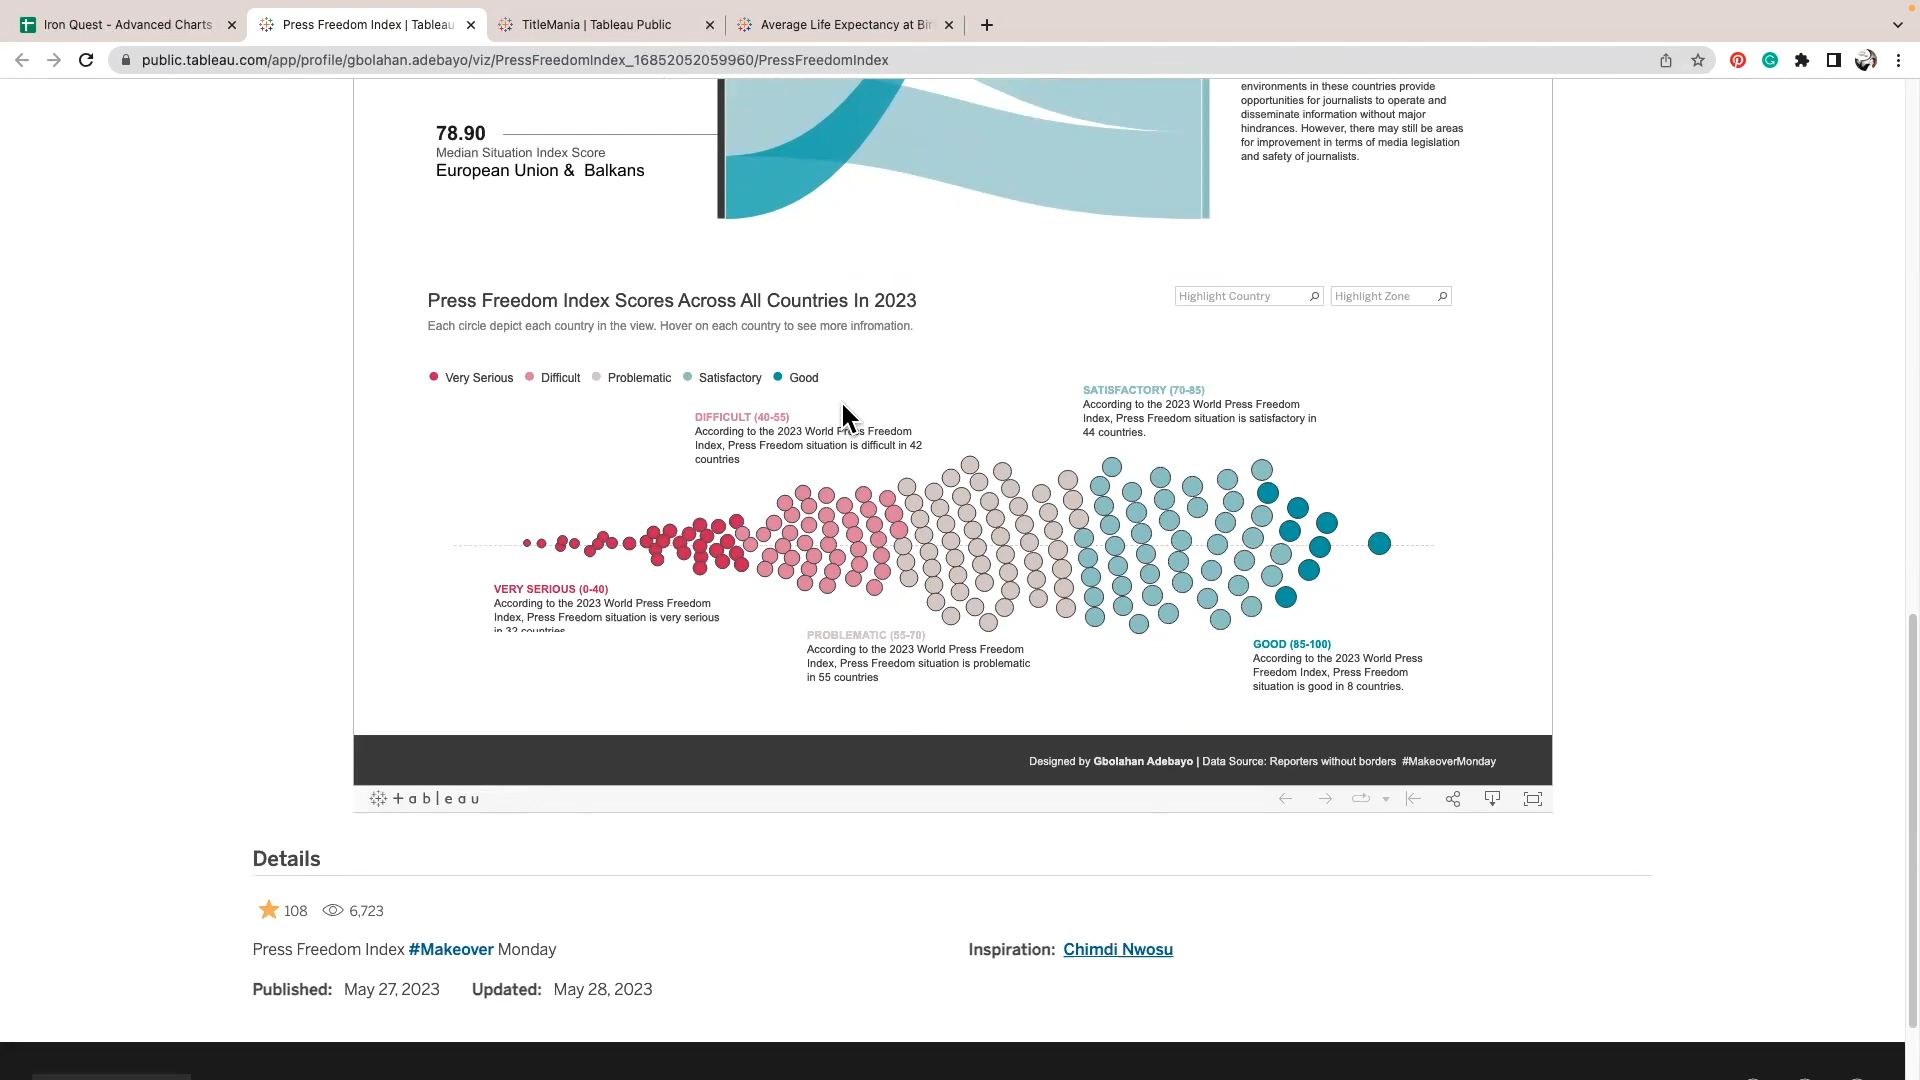 Iron Quest - Advanced Charts
Press Freedom Index | Tableau
TitleMania | Tableau Public
Average Life Expectancy at Bir
public.tableau.com/app/profile/gbolahan.adebayo/viz/PressFreedomIndex_16852052059960/PressFreedomIndex
environments in these countries provide
opportunities for journalists to operate and
disseminate information without major
hindrances. However, there may still be areas
for improvement in terms of media legislation
and safety of journalists.
78.90
Median Situation Index Score
European Union & Balkans
Press Freedom Index Scores Across All Countries In 2023
Each circle depict each country in the view. Hover on each country to see more infromation.
Highlight Country
Highlight Zone
Very Serious
Difficult
Problematic
Satisfactory
Good
SATISFACTORY (70-85)
According to the 2023 World Press Freedom
Index, Press Freedom situation is satisfactory in
44 countries.
DIFFICULT (40-55)
According to the 2023 World Press Freedom
Index, Press Freedom situation is difficult in 42
countries
VERY SERIOUS (0-40)
According to the 2023 World Press Freedom
Index, Press Freedom situation is very serious
in 32 countries
PROBLEMATIC (55-70)
According to the 2023 World Press Freedom
Index, Press Freedom situation is problematic
in 55 countries
GOOD (85-100)
According to the 2023 World Press
Freedom Index, Press Freedom
situation is good in 8 countries.
Designed by Gbolahan Adebayo | Data Source: Reporters without borders #MakeoverMonday
+ a b | e a u
Details
108
6,723
Press Freedom Index #Makeover Monday
Inspiration: Chimdi Nwosu
Published: May 27, 2023
Updated: May 28, 2023